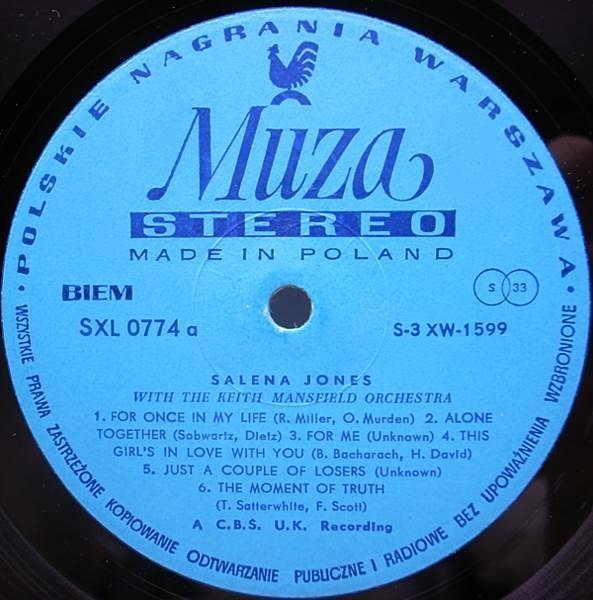 • POLSKIE NAGRANIA WARSZAWA •
Muza
STEREO
MADE IN POLAND
BIEM
S 33
SXL 0774 a
S-3 XW-1599
SALENA JONES
WITH THE KEITH MANSFIELD ORCHESTRA
1. FOR ONCE IN MY LIFE (R. Miller, O. Murden) 2. ALONE
TOGETHER (Sobwartz, Dietz) 3. FOR ME (Unknown) 4. THIS
GIRL'S IN LOVE WITH YOU (B. Bacharach, H. David)
5. JUST A COUPLE OF LOSERS (Unknown)
6. THE MOMENT OF TRUTH
(T. Satterwhite, F. Scott)
A C.B.S. U.K. Recording
WSZYSTKIE PRAWA ZASTRZEŻONE KOPIOWANIE ODTWARZANIE PUBLICZNE I RADIOWE BEZ UPOWAŻNIENIA WZBRONIONE